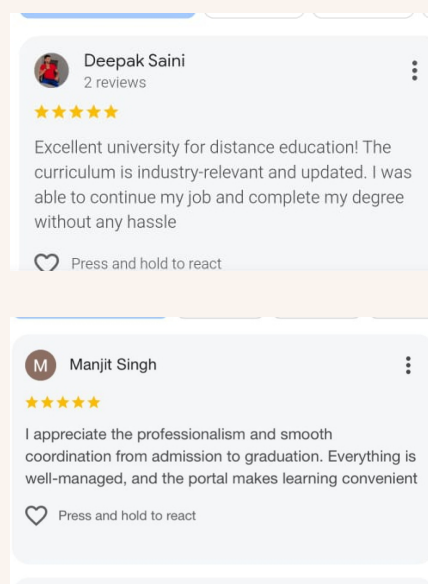 Deepak Saini
2 reviews
Excellent university for distance education! The
curriculum is industry-relevant and updated. I was
able to continue my job and complete my degree
without any hassle
Press and hold to react
M
Manjit Singh
I appreciate the professionalism and smooth
coordination from admission to graduation. Everything is
well-managed, and the portal makes learning convenient
Press and hold to react